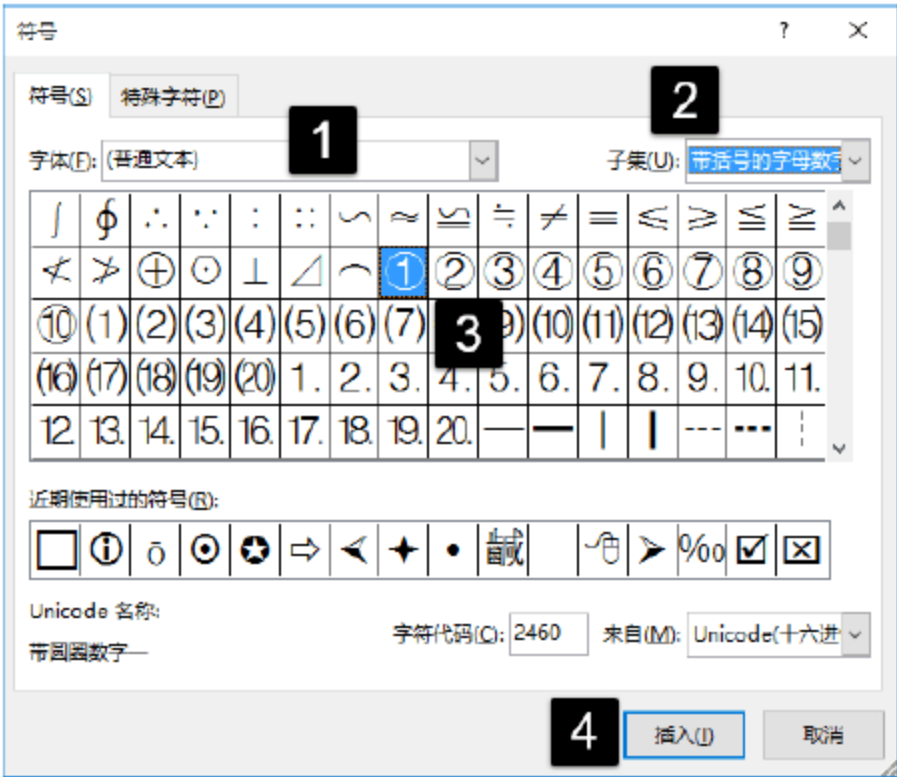 符号 ? ×
符号(S) 特殊字符(P)
1 2
字体(F): (普通文本) 子集(U): 带括号的字母数字
∫ ∮ ∴ ∵ ∶ ∷ ∽ ≈ ≌ ≒ ≠ ≡ ≤ ≥ ≦ ≧
≮ ≯ ⊕ ⊙ ⊥ ⊿ ⌒ ① ② ③ ④ ⑤ ⑥ ⑦ ⑧ ⑨
⑩ ⑴ ⑵ ⑶ ⑷ ⑸ ⑹ ⑺ 3 ⑽ ⑾ ⑿ ⒀ ⒁ ⒂
⒃ ⒄ ⒅ ⒆ ⒇ ⒈ ⒉ ⒊ ⒋ ⒌ ⒍ ⒎ ⒏ ⒐ ⒑ ⒒
⒓ ⒔ ⒕ ⒖ ⒗ ⒘ ⒙ ⒚ ⒛ ─ ━ │ ┃ ┄ ┅ ┆
近期使用过的符号(R):
□ ō ⊙ ✪ ⇨ ✦ • ➢ ‰ ☑ ☒
Unicode 名称:
字符代码(C): 2460 来自(M): Unicode(十六进
带圆圈数字一
4 插入(I) 取消